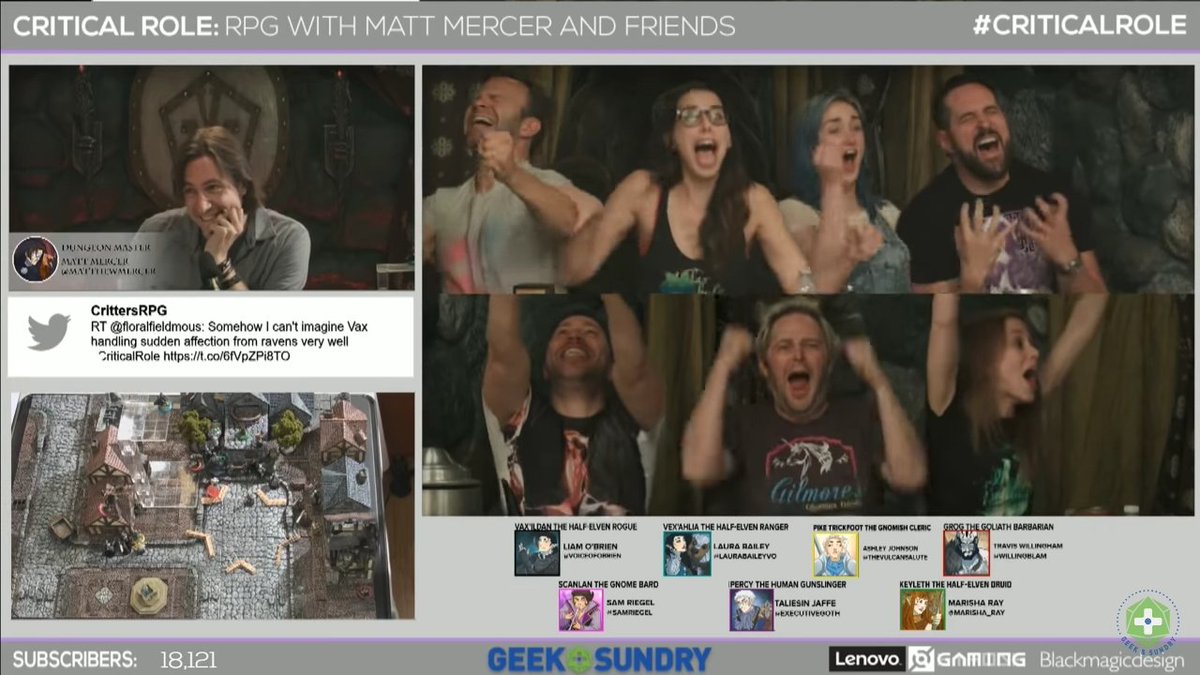 CRITICAL ROLE: RPG WITH MATT MERCER AND FRIENDS
#CRITICALROLE
DUNGEON MASTER
MATT MERCER
@MATTHEWMERCER
CrittersRPG
RT @floralfieldmous: Somehow I can't imagine Vax
handling sudden affection from ravens very well
CriticalRole https://t.co/6fVpZPi8TO
Gilmore's
VAX'ILDAN THE HALF-ELVEN ROGUE
LIAM O'BRIEN
@VOICEOFOBRIEN
VEX'AHLIA THE HALF-ELVEN RANGER
LAURA BAILEY
@LAURABAILEYVO
PIKE TRICKFOOT THE GNOMISH CLERIC
ASHLEY JOHNSON
@THEVULCANSALUTE
GROG THE GOLIATH BARBARIAN
TRAVIS WILLINGHAM
@WILLINGBLAM
SCANLAN THE GNOME BARD
SAM RIEGEL
@SAMRIEGEL
PERCY THE HUMAN GUNSLINGER
TALIESIN JAFFE
@EXECUTIVEGOTH
KEYLETH THE HALF-ELVEN DRUID
MARISHA RAY
@MARISHA_RAY
GEEK & SUNDRY
SUBSCRIBERS: 18,121
GEEK SUNDRY
Lenovo GAMING Blackmagicdesign